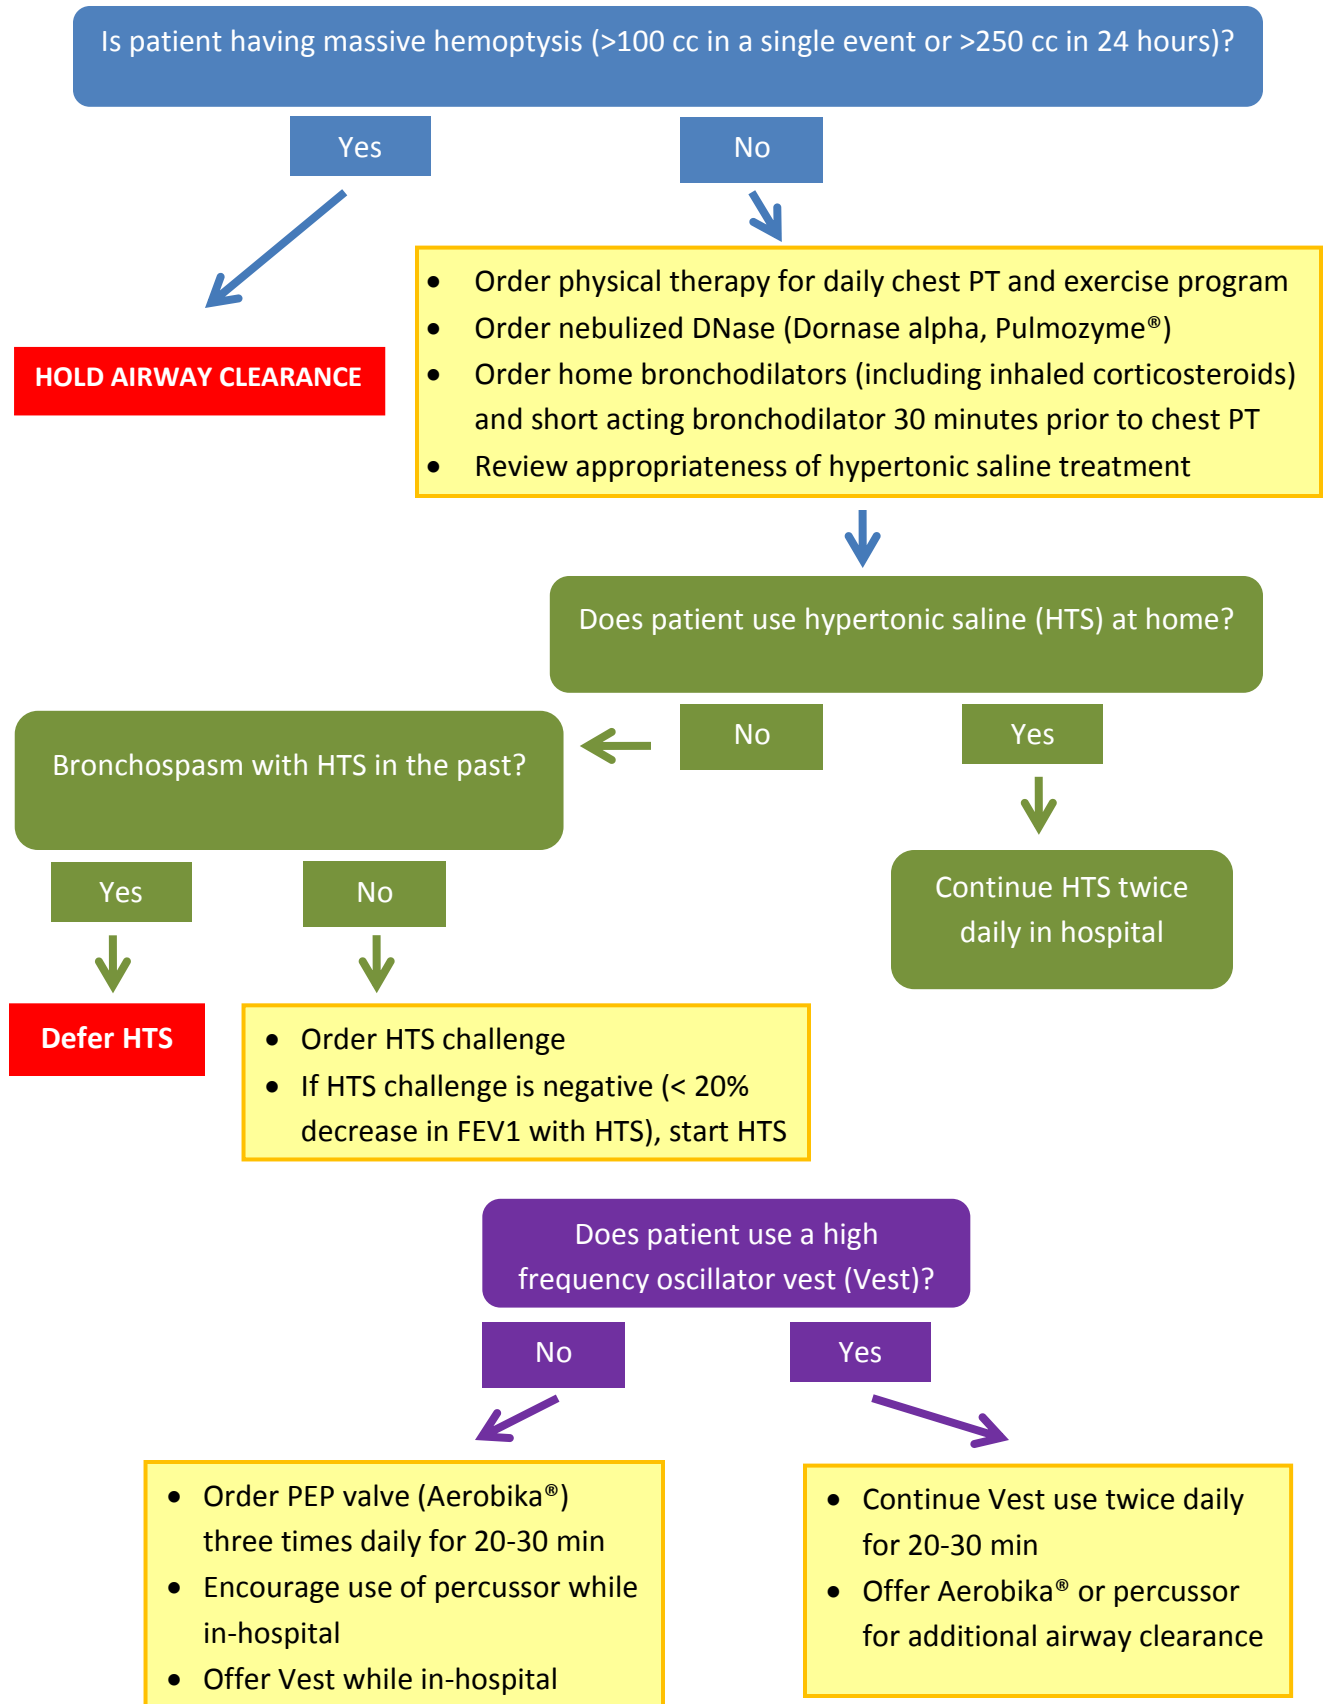 Is patient having massive hemoptysis (>100 cc in a single event or >250 cc in 24 hours)?
Yes
No
HOLD AIRWAY CLEARANCE
• Order physical therapy for daily chest PT and exercise program
• Order nebulized DNase (Dornase alpha, Pulmozyme®)
• Order home bronchodilators (including inhaled corticosteroids)
and short acting bronchodilator 30 minutes prior to chest PT
• Review appropriateness of hypertonic saline treatment
Does patient use hypertonic saline (HTS) at home?
No
Yes
Bronchospasm with HTS in the past?
Yes
No
Continue HTS twice
daily in hospital
Defer HTS
• Order HTS challenge
• If HTS challenge is negative (< 20%
decrease in FEV1 with HTS), start HTS
Does patient use a high
frequency oscillator vest (Vest)?
No
Yes
• Order PEP valve (Aerobika®)
three times daily for 20-30 min
• Encourage use of percussor while
in-hospital
• Offer Vest while in-hospital
• Continue Vest use twice daily
for 20-30 min
• Offer Aerobika® or percussor
for additional airway clearance